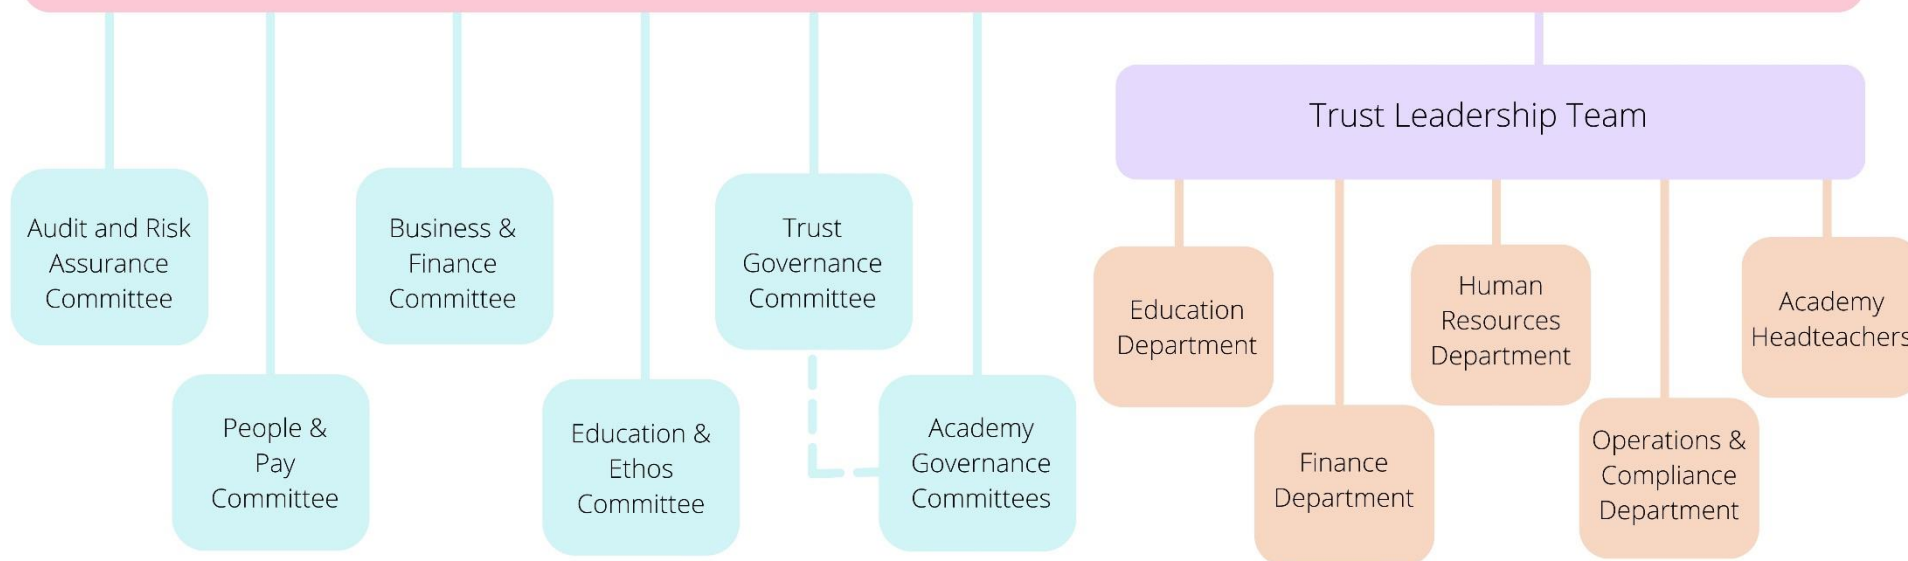 Trust Leadership Team
Audit and Risk
Assurance
Committee
Business &
Finance
Committee
Trust
Governance
Committee
Education
Department
Human
Resources
Department
Academy
Headteachers
People &
Pay
Committee
Education &
Ethos
Committee
Academy
Governance
Committees
Finance
Department
Operations &
Compliance
Department